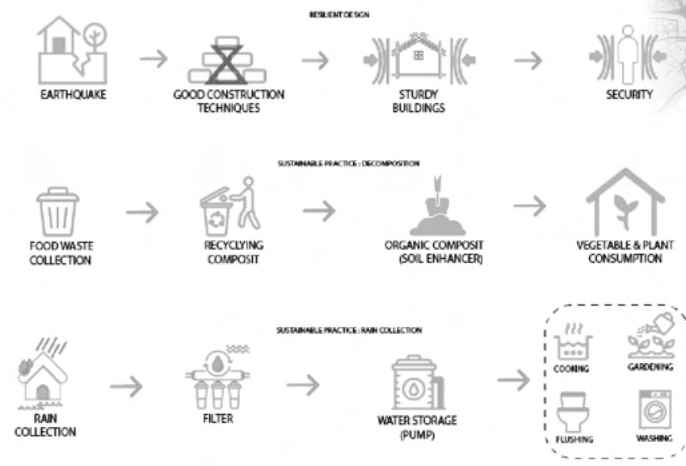 RESILIENT DESIGN
EARTHQUAKE
GOOD CONSTRUCTION
TECHNIQUES
STURDY
BUILDINGS
SECURITY
SUSTAINABLE PRACTICE : DECOMPOSITION
FOOD WASTE
COLLECTION
RECYCLYING
COMPOSIT
ORGANIC COMPOSIT
(SOIL ENHANCER)
VEGETABLE & PLANT
CONSUMPTION
SUSTAINABLE PRACTICE : RAIN COLLECTION
RAIN
COLLECTION
FILTER
WATER STORAGE
(PUMP)
COOKING
GARDENING
FLUSHING
WASHING